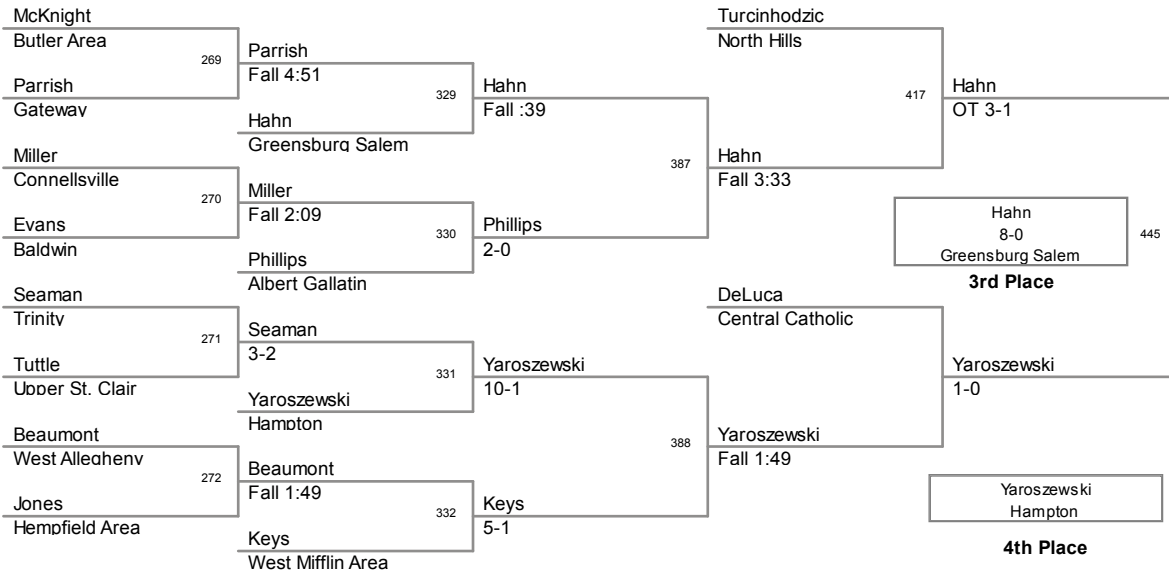 McKnight
Butler Area
269
Parrish
Gateway
Parrish
Fall 4:51
329
Hahn
Greensburg Salem
Hahn
Fall :39
Miller
Connellsville
270
Evans
Baldwin
Miller
Fall 2:09
330
Phillips
Albert Gallatin
Phillips
2-0
387
Hahn
Fall 3:33
Turcinhodzic
North Hills
417
Hahn
OT 3-1
Hahn
8-0
Greensburg Salem
445
3rd Place
Seaman
Trinity
271
Tuttle
Upper St. Clair
Seaman
3-2
331
Yaroszewski
Hampton
Yaroszewski
10-1
Beaumont
West Allegheny
272
Jones
Hempfield Area
Beaumont
Fall 1:49
332
Keys
West Mifflin Area
Keys
5-1
388
Yaroszewski
Fall 1:49
DeLuca
Central Catholic
Yaroszewski
1-0
Yaroszewski
Hampton
4th Place